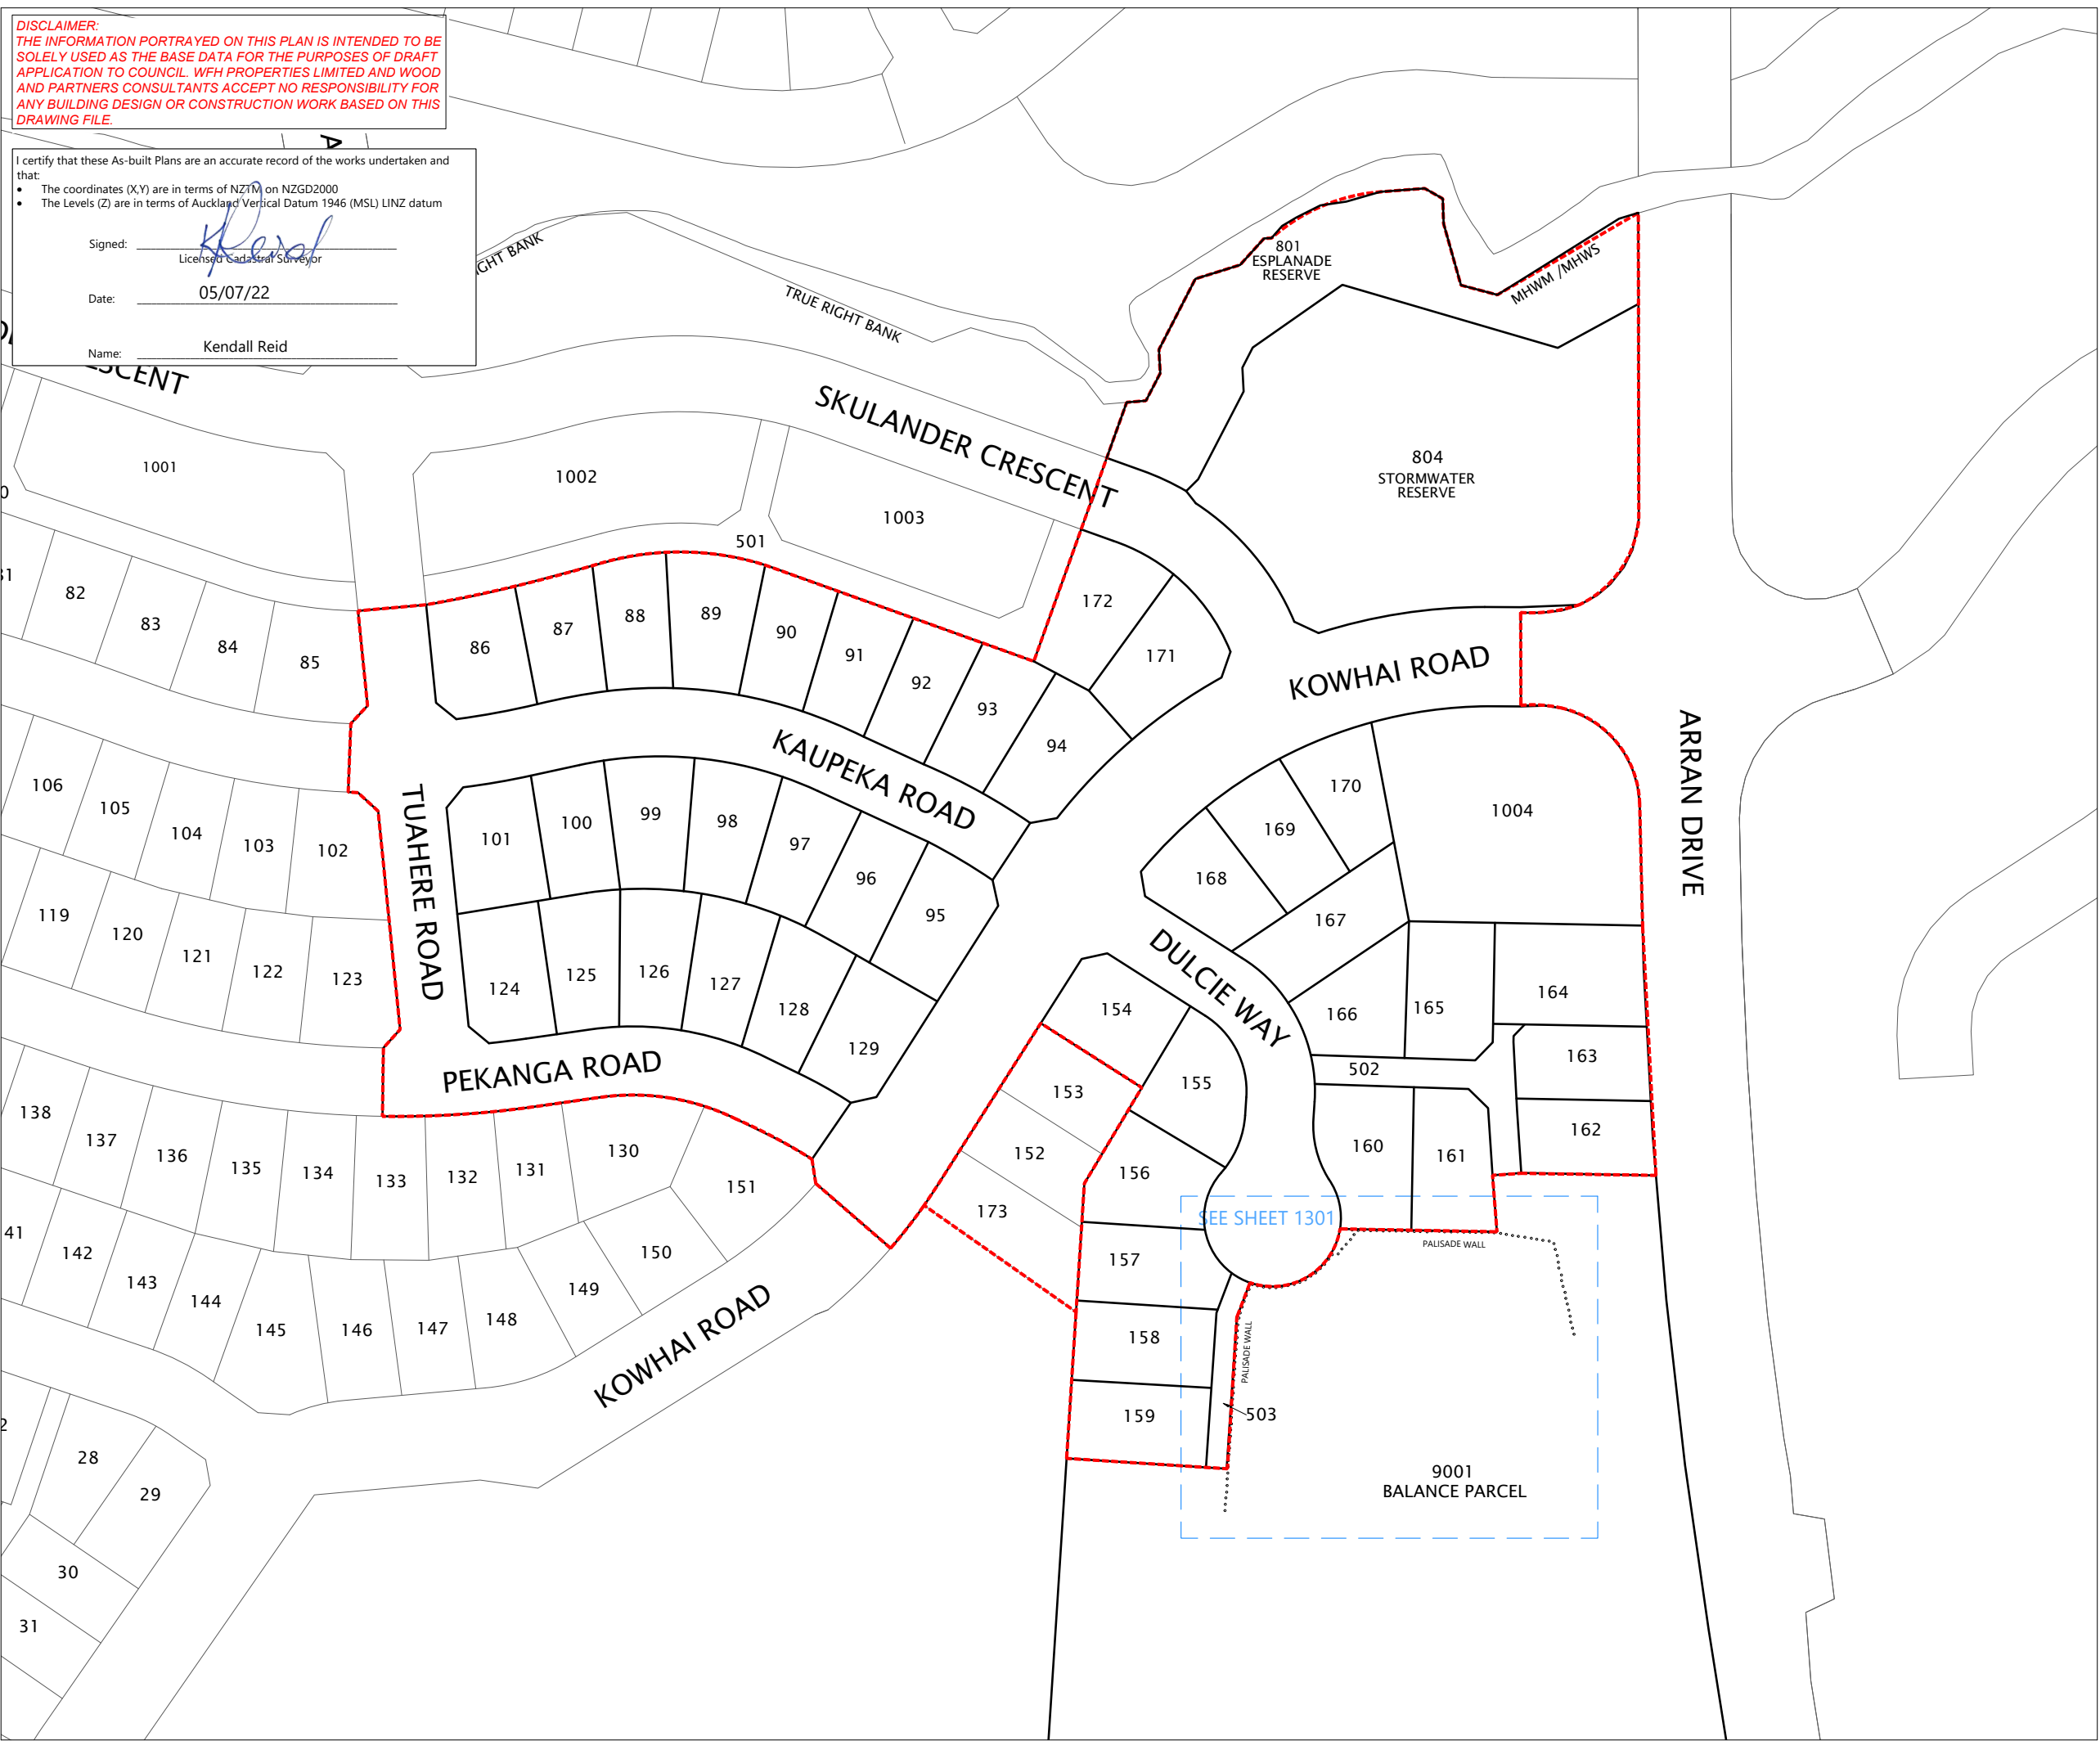 DISCLAIMER:
THE INFORMATION PORTRAYED ON THIS PLAN IS INTENDED TO BE
SOLELY USED AS THE BASE DATA FOR THE PURPOSES OF DRAFT
APPLICATION TO COUNCIL. WFH PROPERTIES LIMITED AND WOOD
AND PARTNERS CONSULTANTS ACCEPT NO RESPONSIBILITY FOR
ANY BUILDING DESIGN OR CONSTRUCTION WORK BASED ON THIS
DRAWING FILE.
A
I certify that these As-built Plans are an accurate record of the works undertaken and
that:
• The coordinates (X,Y) are in terms of NZTM on NZGD2000
• The Levels (Z) are in terms of Auckland Vertical Datum 1946 (MSL) LINZ datum
Signed: KReid
Licensed Cadastral Surveyor
Date: 05/07/22
Name: Kendall Reid
GHT BANK
TRUE RIGHT BANK
801
ESPLANADE
RESERVE
MHWM /MHWS
SCENT
SKULANDER CRESCENT
804
STORMWATER
RESERVE
1001
1002
1003
501
0
31
82
83
84
85
86
87
88
89
90
91
92
93
94
172
171
KOWHAI ROAD
KAUPEKA ROAD
TUAHERE ROAD
ARRAN DRIVE
106
105
104
103
102
101
100
99
98
97
96
95
170
169
168
167
1004
119
120
121
122
123
124
125
126
127
128
129
DULCIE WAY
154
155
166
165
164
163
162
502
160
161
PEKANGA ROAD
153
152
173
156
157
158
159
138
137
136
135
134
133
132
131
130
151
41
142
143
144
145
146
147
148
149
150
SEE SHEET 1301
PALISADE WALL
PALISADE WALL
503
KOWHAI ROAD
9001
BALANCE PARCEL
2
28
29
30
31